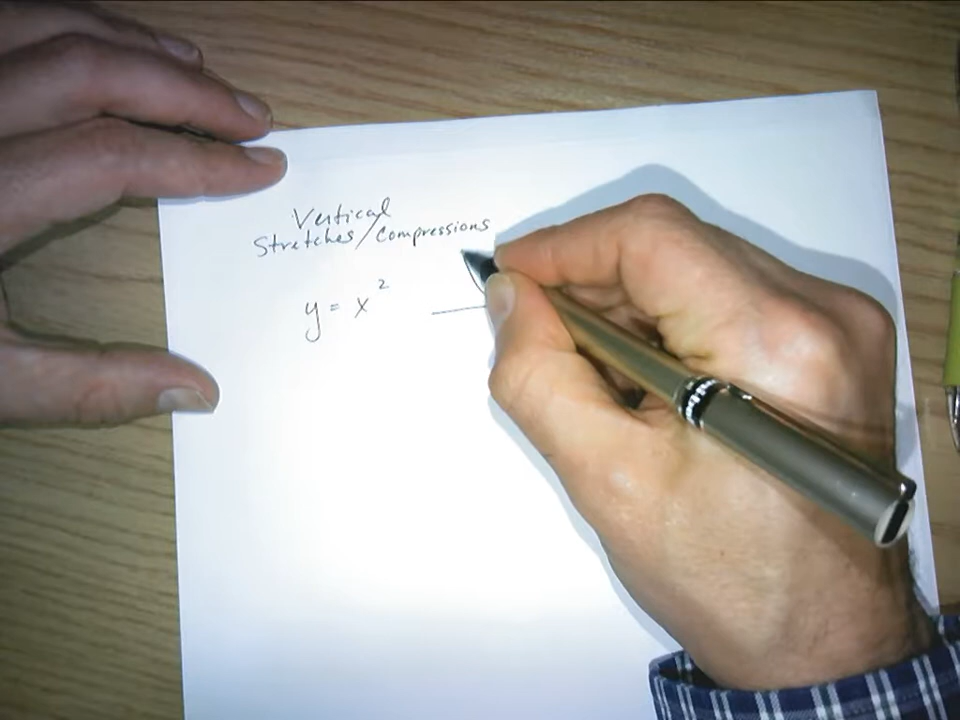 Vertical
Stretches/Compressions
y = x²